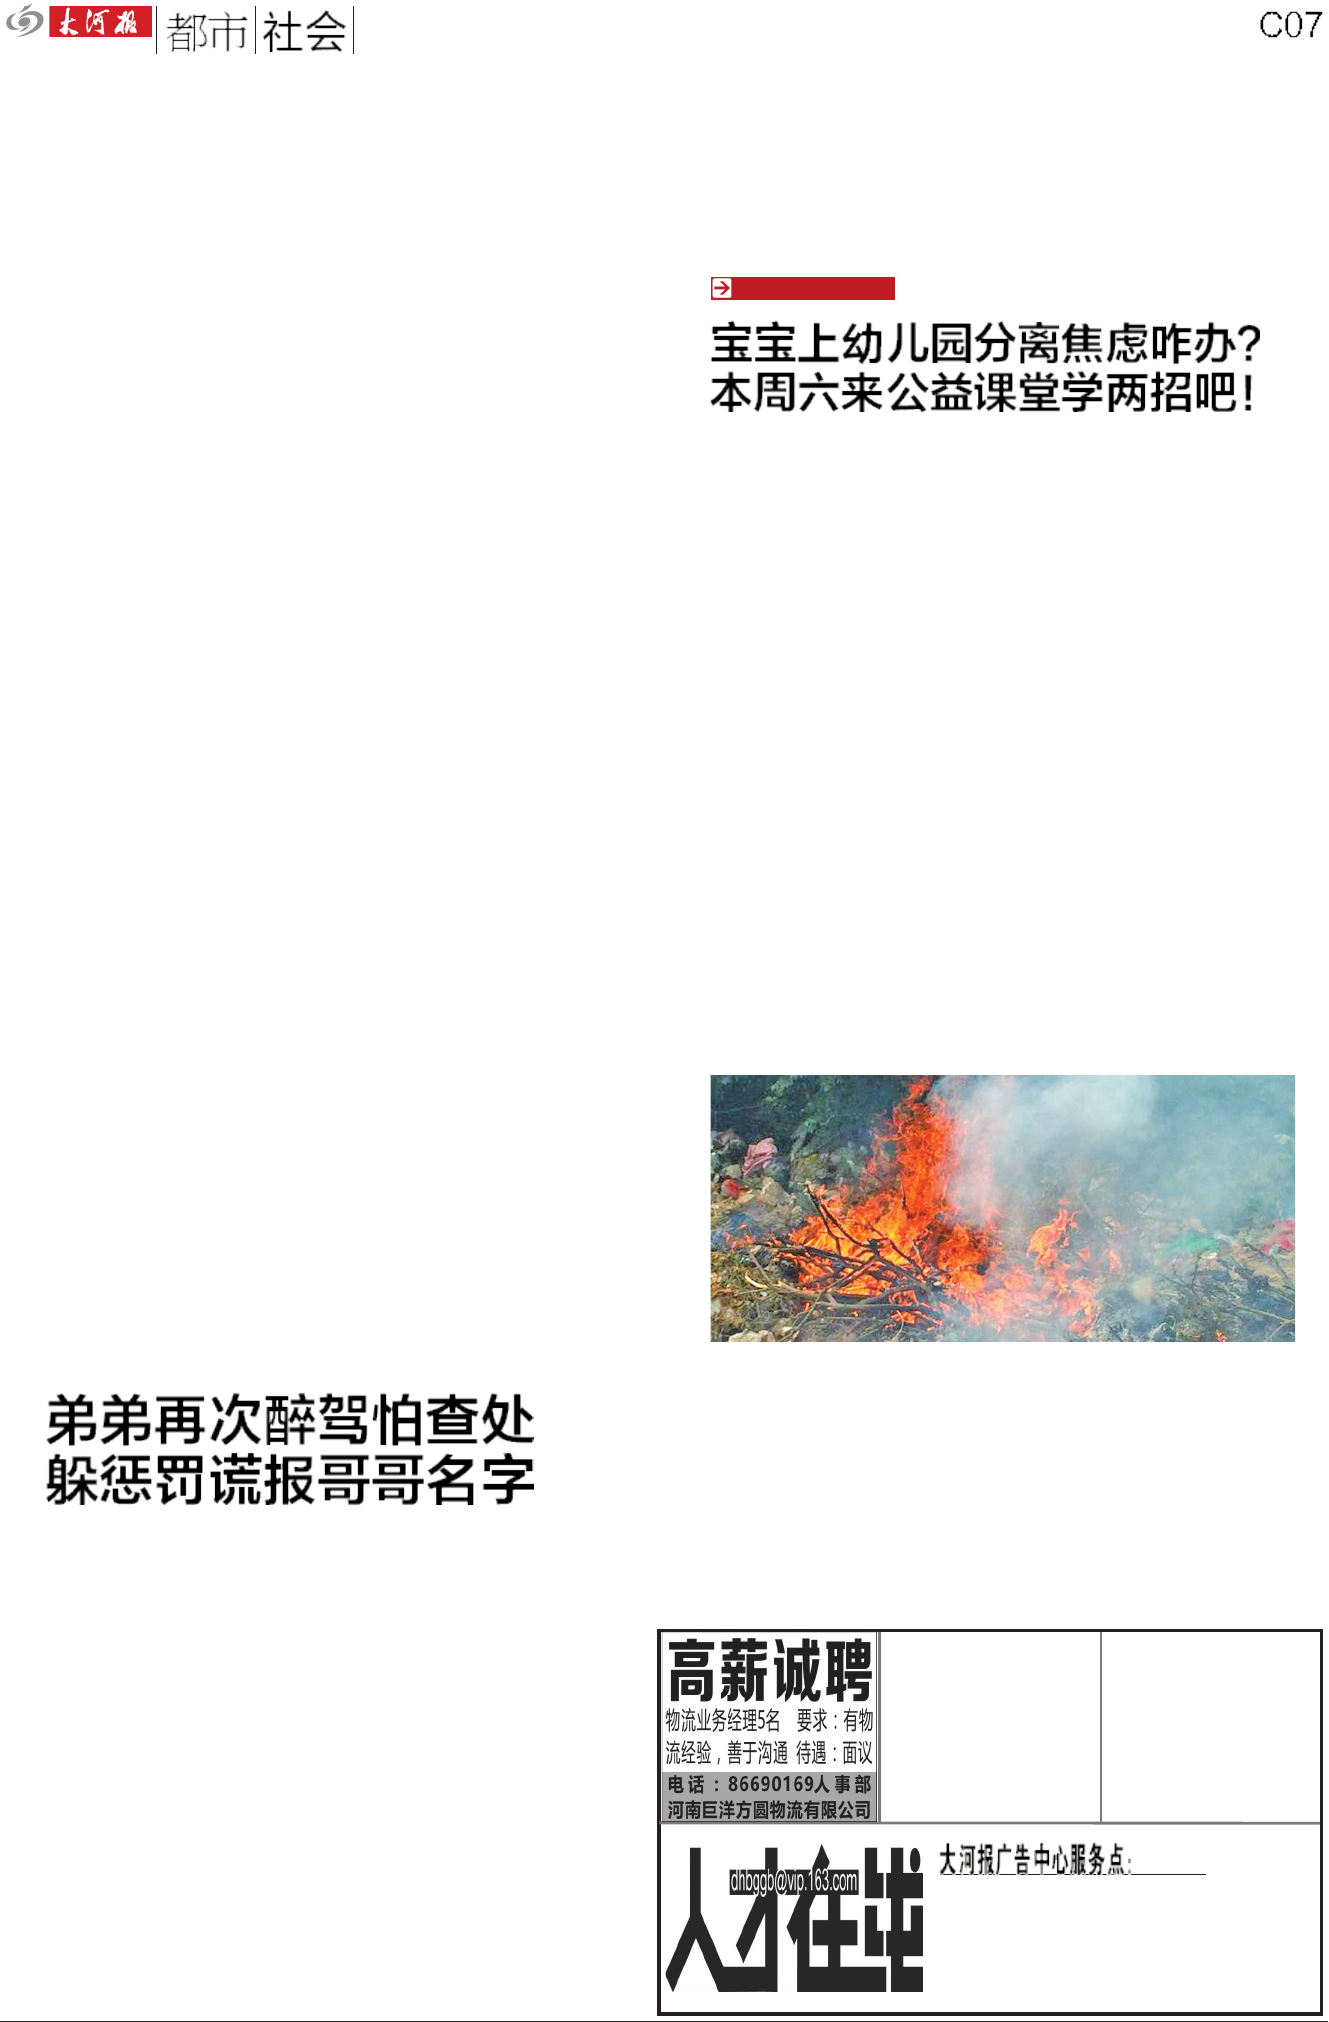 大河报
都市
社会
C07
宝宝上幼儿园分离焦虑咋办?
本周六来公益课堂学两招吧!
弟弟再次醉驾怕查处
躲惩罚谎报哥哥名字
高薪诚聘
物流业务经理5名 要求：有物
流经验，善于沟通 待遇：面议
电话：86690169人事部
河南巨洋方圆物流有限公司
人才在线
dhbggb@vip.163.com
大河报广告中心服务点: